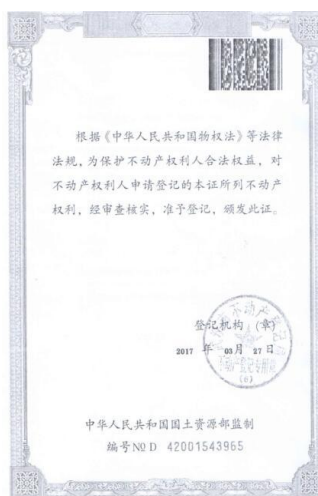 根据《中华人民共和国物权法》等法律
法规，为保护不动产权利人合法权益，对
不动产权利人申请登记的本证所列不动产
权利，经审查核实，准予登记，颁发此证。
登记机构（章）
2017 年 03月 27日
中华人民共和国国土资源部监制
编号№ D 42001543965